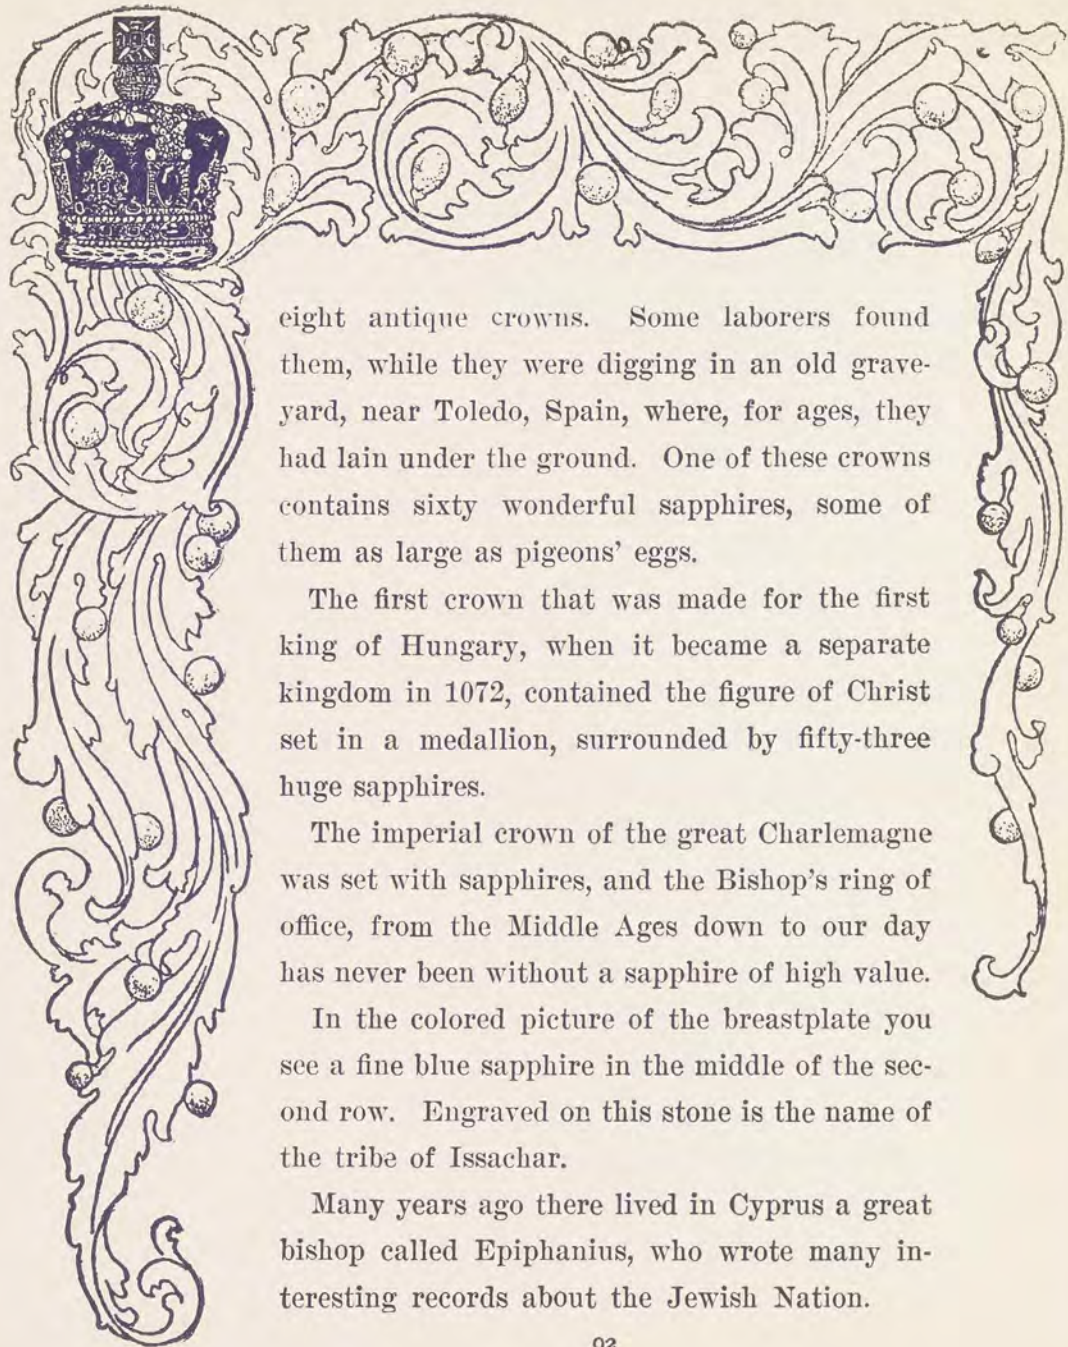 eight antique crowns. Some laborers found
them, while they were digging in an old grave-
yard, near Toledo, Spain, where, for ages, they
had lain under the ground. One of these crowns
contains sixty wonderful sapphires, some of
them as large as pigeons' eggs.
The first crown that was made for the first
king of Hungary, when it became a separate
kingdom in 1072, contained the figure of Christ
set in a medallion, surrounded by fifty-three
huge sapphires.
The imperial crown of the great Charlemagne
was set with sapphires, and the Bishop's ring of
office, from the Middle Ages down to our day
has never been without a sapphire of high value.
In the colored picture of the breastplate you
see a fine blue sapphire in the middle of the sec-
ond row. Engraved on this stone is the name of
the tribe of Issachar.
Many years ago there lived in Cyprus a great
bishop called Epiphanius, who wrote many in-
teresting records about the Jewish Nation.